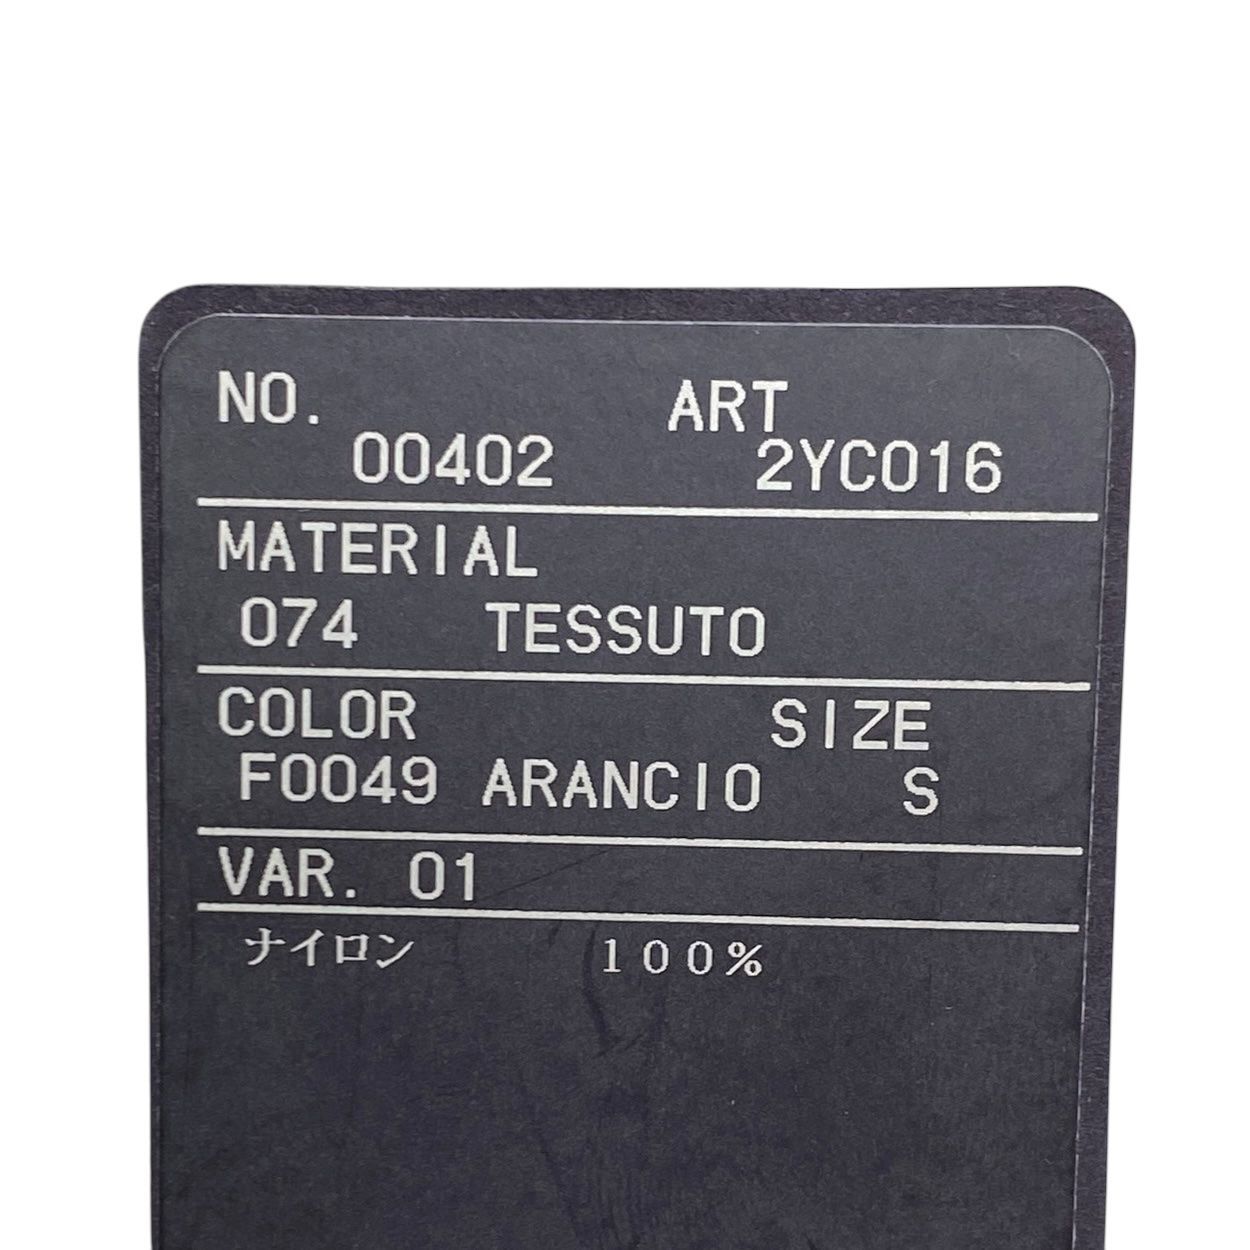 NO. ART
00402 2YC016
MATERIAL
074 TESSUTO
COLOR SIZE
F0049 ARANCIO S
VAR. 01
ナイロン 100%